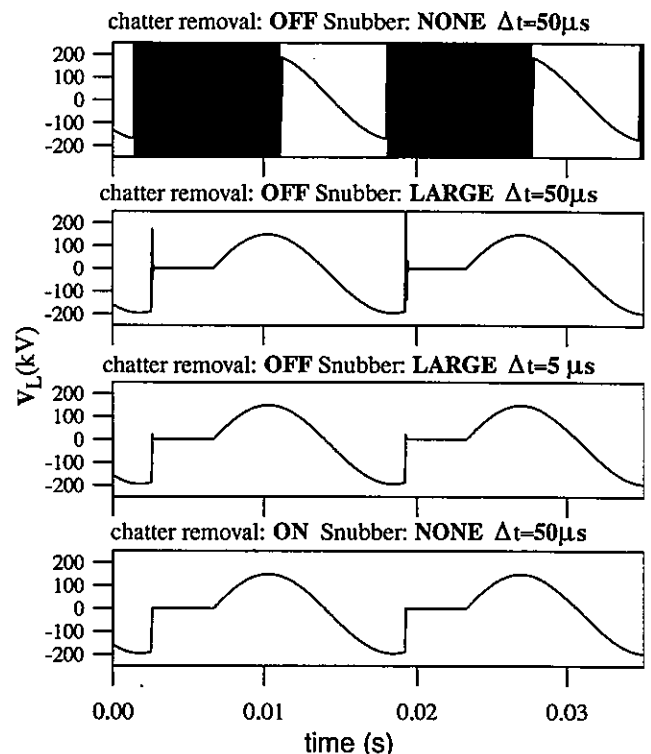 chatter removal: OFF Snubber: NONE Δt=50μs
200
100
0
-100
-200
chatter removal: OFF Snubber: LARGE Δt=50μs
200
100
0
-100
-200
chatter removal: OFF Snubber: LARGE Δt=5 μs
200
100
0
-100
-200
chatter removal: ON Snubber: NONE Δt=50μs
200
100
0
-100
-200
V_L(kV)
0.00 0.01 0.02 0.03
time (s)